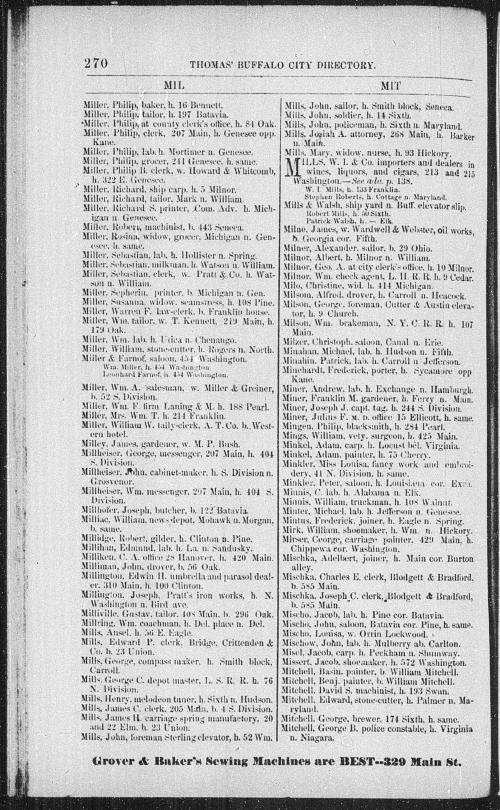 270
THOMAS' BUFFALO CITY DIRECTORY.
MIL
MIT
Miller, Philip, baker, h. 16 Bennett.
Miller, Philip, tailor, h. 197 Batavia.
Miller, Philip, at county clerk's office, h. 84 Oak.
Miller, Philip, clerk, 207 Main, h. Genesee opp.
Kane.
Miller, Philip, lab. h. Mortimer n. Genesee.
Miller, Philip, grocer, 241 Genesee, h. same.
Miller, Philip B. clerk, w. Howard & Whitcomb,
h. 322 E. Genesee.
Miller, Richard, ship carp. h. 5 Milnor.
Miller, Richard, tailor, Mark n. William.
Miller, Richard S. printer, Com. Adv. h. Mich-
igan n. Genesee.
Miller, Robert, machinist, b. 443 Seneca.
Miller, Rosina, widow, grocer, Michigan n. Gen-
esee, h. same.
Miller, Sebastian, lab. h. Hollister n. Spring.
Miller, Sebastian, milkman, h. Watson n. William.
Miller, Sebastian, clerk, w. Pratt & Co. h. Wat-
son n. William.
Miller, Sepherin, printer, b. Michigan n. Gen.
Miller, Susanna, widow, seamstress, h. 108 Pine.
Miller, Warren F. law-clerk, b. Franklin house.
Miller, Wm. tailor, w. T. Kennett, 249 Main, h.
179 Oak.
Miller, Wm. lab. h. Utica n. Chenango.
Miller, William, stone-cutter, h. Rogers n. North.
Miller & Farnof, saloon, 454 Washington.
Wm. Miller, h. 454 Washington
Leonhard Farnof, h. 454 Washington.
Miller, Wm. A. salesman, w. Miller & Greiner,
b. 52 S. Division.
Miller, Wm. F. firm Laning & M. h. 188 Pearl.
Miller, Mrs. Wm. T. h. 214 Franklin.
Miller, William W. tally-clerk, A. T. Co. b. West-
ern hotel.
Milley, James, gardener, w. M. P. Bush.
Millheiser, George, messenger, 207 Main, h. 404
S. Division.
Millheiser, John, cabinet-maker, h. S. Division n.
Grosvenor.
Millheiser, Wm. messenger, 207 Main, h. 404 S.
Division.
Millhofer, Joseph, butcher, b. 122 Batavia.
Milliac, William, news depot, Mohawk n. Morgan,
b. same.
Millidge, Robert, gilder, h. Clinton n. Pine.
Millihan, Edmund, lab. h. La. n. Sandusky.
Milliken, C. A. office 28 Hanover, h. 420 Main.
Milliman, John, drover, b. 56 Oak.
Millington, Edwin H. umbrella and parasol deal-
er, 310 Main, h. 100 Clinton.
Millington, Joseph, Pratt's iron works, h. N.
Washington n. Bird ave.
Milliville, Gustave, tailor, 408 Main, b. 296 Oak.
Millring, Wm. coachman, h. Del. place n. Del.
Mills, Ansel, h. 56 E. Eagle.
Mills, Edward P. clerk, Bridge, Crittenden &
Co. b. 23 Union.
Mills, George, compass maker, h. Smith block,
Carroll.
Mills, George C. depot master, L. S. R. R. h. 76
N. Division.
Mills, Henry, melodeon tuner, h. Sixth n. Hudson.
Mills, James C. clerk, 205 Main, b. 4 S. Division.
Mills, James H. carriage spring manufactory, 20
and 22 Elm, h. 23 Union.
Mills, John, foreman Sterling elevator, h. 52 Wm.
Mills, John, sailor, h. Smith block, Seneca.
Mills, John, soldier, h. 14 Sixth.
Mills, John, policeman, h. Sixth n. Maryland.
Mills, Josiah A. attorney, 268 Main, h. Barker
n. Main.
Mills, Mary, widow, nurse, h. 93 Hickory.
MILLS, W. I. & Co. importers and dealers in
wines, liquors, and cigars, 213 and 215
Washington.—See adv. p. 138.
W. I. Mills, h. 153 Franklin.
Stephen Roberts, h. Cottage n. Maryland.
Mills & Walsh, ship yard n. Buff. elevator slip.
Robert Mills, h. 50 Sixth.
Patrick Walsh, h. — Elk.
Milne, James, w. Wardwell & Webster, oil works,
b. Georgia cor. Fifth.
Milner, Alexander, sailor, b. 29 Ohio.
Milnor, Albert, h. Milnor n. William.
Milnor, Geo. A. at city clerk's office, h. 10 Milnor.
Milnor, Wm. check agent, L. H. R. R. h. 9 Cedar.
Milo, Christine, wid. h. 414 Michigan.
Milsom, Alfred, drover, h. Carroll n. Heacock.
Milson, George, foreman, Cutter & Austin eleva-
tor, h. 9 Church.
Milson, Wm. brakeman, N. Y. C. R. R. h. 107
Main.
Milzer, Christoph, saloon, Canal n. Erie.
Minahan, Michael, lab. h. Hudson n. Fifth.
Minahin, Patrick, lab. h. Carroll n. Jefferson.
Minehardt, Frederick, porter, b. Sycamore opp
Kane.
Miner, Andrew, lab. h. Exchange n. Hamburgh.
Miner, Franklin M. gardener, h. Ferry n. Main.
Miner, Joseph J. capt. tug, h. 244 S. Division.
Miner, Julius F. M. D. office 15 Ellicott, h. same.
Mingen, Philip, blacksmith, h. 284 Pearl.
Mings, William, vety. surgeon, h. 425 Main.
Minkel, Adam, carp. h. Locust bel. Virginia.
Minkel, Adam, painter, h. 75 Cherry.
Minkler, Miss Louisa, fancy work and embroi-
dery, 41 N. Division, h. same.
Minkler, Peter, saloon, h. Louisiana cor. Exch.
Minnis, C. lab. h. Alabama n. Elk.
Minnis, William, truckman, h. 108 Walnut.
Minter, Michael, lab. h. Jefferson n. Genesee.
Mintus, Frederick, joiner, h. Eagle n. Spring.
Mirk, William, shoemaker, h. Wm. n. Hickory.
Mirser, George, carriage painter, 429 Main, h.
Chippewa cor. Washington.
Mischka, Adelbert, joiner, h. Main cor. Burton
alley.
Mischka, Charles E. clerk, Blodgett & Bradford,
b. 585 Main.
Mischka, Joseph C. clerk, Blodgett & Bradford,
b. 585 Main.
Mischo, Jacob, lab, h. Pine cor. Batavia.
Mischo, John, saloon, Batavia cor. Pine, h. same.
Mischo, Louisa, w. Orrin Lockwood.
Mischow, John, lab. h. Mulberry ab. Carlton.
Misel, Jacob, carp. h. Peckham n. Shumway.
Missert, Jacob, shoemaker, h. 572 Washington.
Mitchell, Basin, painter, b. William Mitchell.
Mitchell, Benj. painter, b. William Mitchell.
Mitchell, David S. machinist, h. 193 Swan.
Mitchell, Edward, stone-cutter, h. Palmer n. Ma-
ryland.
Mitchell, George, brewer, 174 Sixth, h. same.
Mitchell, George B. police constable, h. Virginia
n. Niagara.
Grover & Baker's Sewing Machines are BEST--329 Main St.